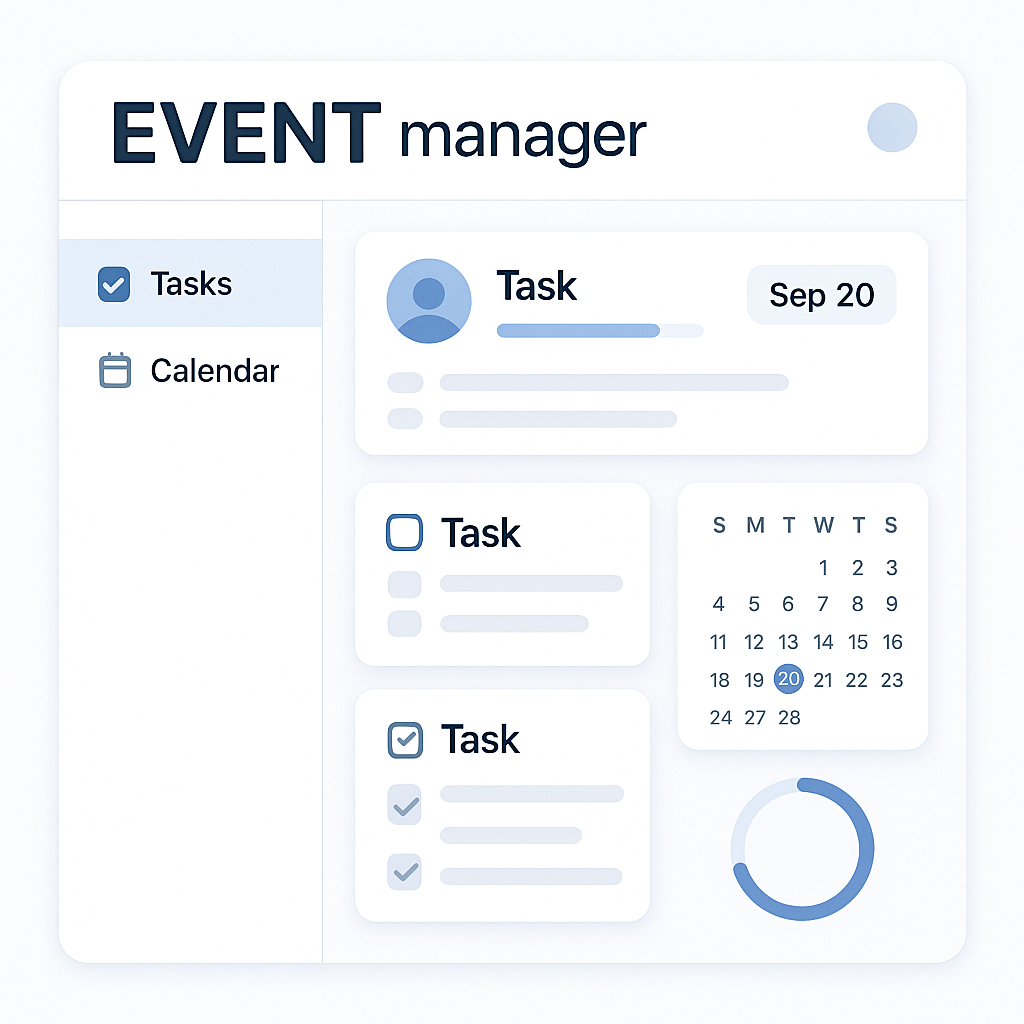 EVENT manager
Tasks
Calendar
Task
Sep 20
Task
Task
S M T W T S
1 2 3
4 5 6 7 8 9
11 12 13 14 15 16
18 19 20 21 22 23
24 27 28